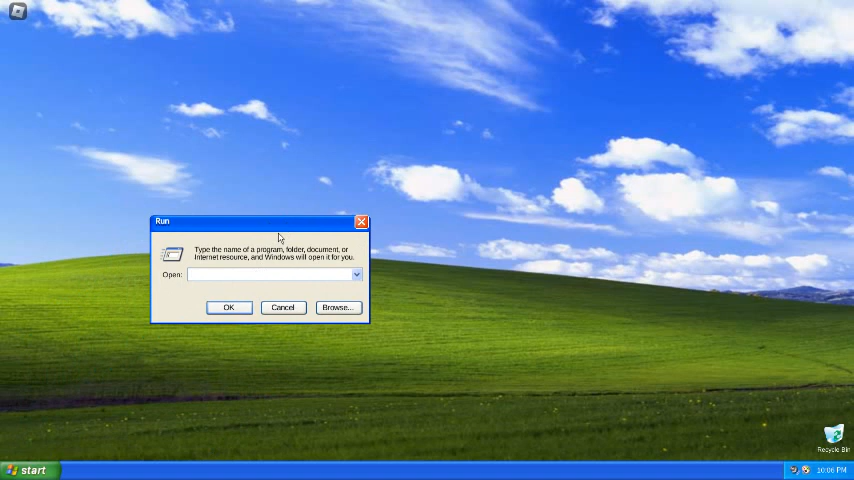 Run
Type the name of a program, folder, document, or
Internet resource, and Windows will open it for you.
Open:
OK
Cancel
Browse...
Recycle Bin
start
10:06 PM